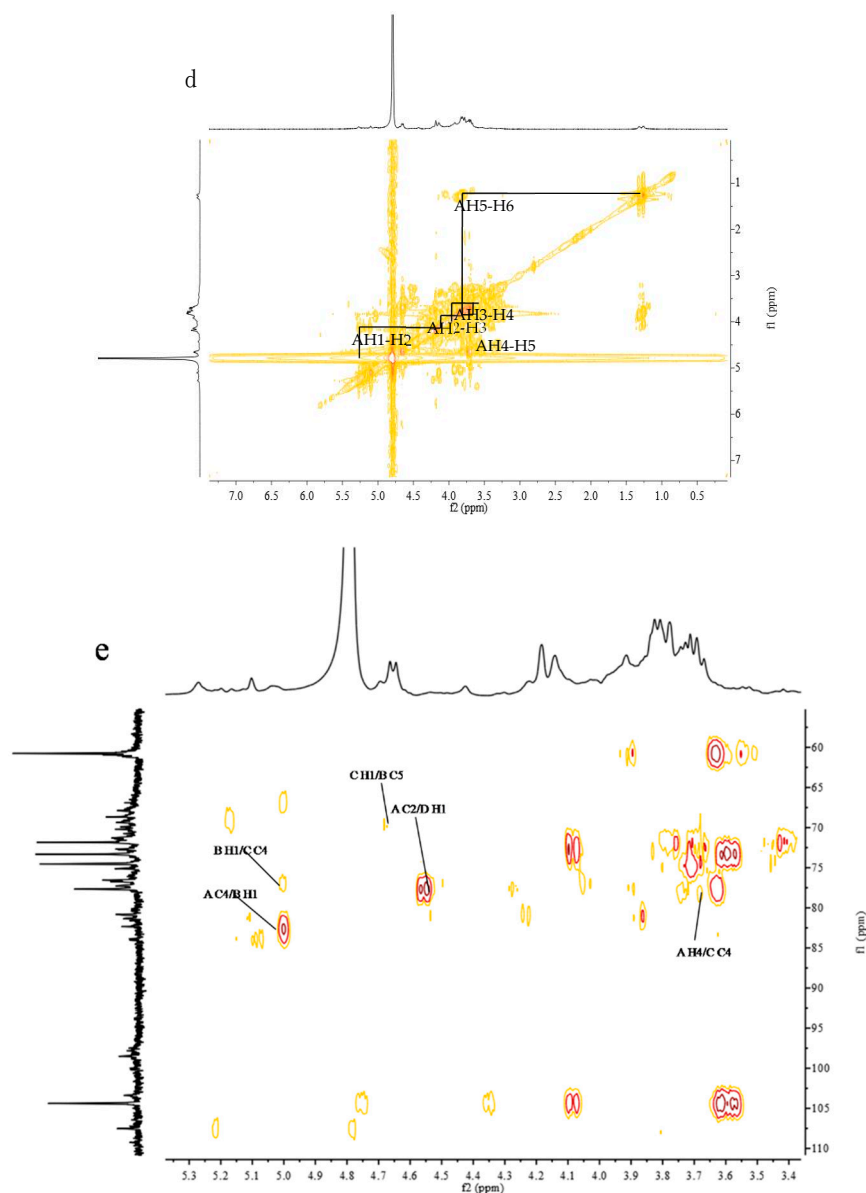 d
AH5-H6
AH3-H4
AH2-H3
AH1-H2
AH4-H5
1
2
3
4
5
6
7
f1 (ppm)
7.0 6.5 6.0 5.5 5.0 4.5 4.0 3.5 3.0 2.5 2.0 1.5 1.0 0.5
f2 (ppm)
e
C H1/B C5
A C2/D H1
B H1/C C4
A C4/B H1
A H4/C C4
60
65
70
75
80
85
90
95
100
105
110
f1 (ppm)
5.3 5.2 5.1 5.0 4.9 4.8 4.7 4.6 4.5 4.4 4.3 4.2 4.1 4.0 3.9 3.8 3.7 3.6 3.5 3.4
f2 (ppm)